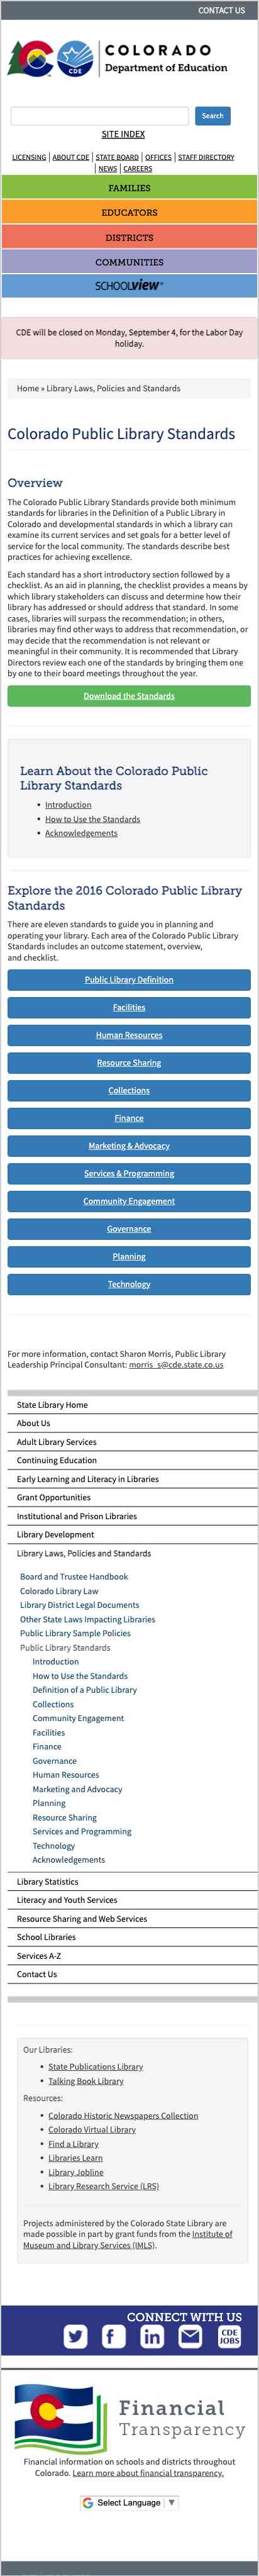 CONTACT US
COLORADO
Department of Education
CDE
Search
SITE INDEX
LICENSING | ABOUT CDE | STATE BOARD | OFFICES | STAFF DIRECTORY
| NEWS | CAREERS
FAMILIES
EDUCATORS
DISTRICTS
COMMUNITIES
SCHOOLVIEW®
CDE will be closed on Monday, September 4, for the Labor Day
holiday.
Home » Library Laws, Policies and Standards
Colorado Public Library Standards
Overview
The Colorado Public Library Standards provide both minimum
standards for libraries in the Definition of a Public Library in
Colorado and developmental standards in which a library can
examine its current services and set goals for a better level of
service for the local community. The standards describe best
practices for achieving excellence.
Each standard has a short introductory section followed by a
checklist. As an aid in planning, the checklist provides a means by
which library stakeholders can discuss and determine how their
library has addressed or should address that standard. In some
cases, libraries will surpass the recommendation; in others,
libraries may find other ways to address that recommendation, or
may decide that the recommendation is not relevant or
meaningful in their community. It is recommended that Library
Directors review each one of the standards by bringing them one
by one to their board meetings throughout the year.
Download the Standards
Learn About the Colorado Public
Library Standards
• Introduction
• How to Use the Standards
• Acknowledgements
Explore the 2016 Colorado Public Library
Standards
There are eleven standards to guide you in planning and
operating your library. Each area of the Colorado Public Library
Standards includes an outcome statement, overview,
and checklist.
Public Library Definition
Facilities
Human Resources
Resource Sharing
Collections
Finance
Marketing & Advocacy
Services & Programming
Community Engagement
Governance
Planning
Technology
For more information, contact Sharon Morris, Public Library
Leadership Principal Consultant: morris_s@cde.state.co.us
State Library Home
About Us
Adult Library Services
Continuing Education
Early Learning and Literacy in Libraries
Grant Opportunities
Institutional and Prison Libraries
Library Development
Library Laws, Policies and Standards
Board and Trustee Handbook
Colorado Library Law
Library District Legal Documents
Other State Laws Impacting Libraries
Public Library Sample Policies
Public Library Standards
Introduction
How to Use the Standards
Definition of a Public Library
Collections
Community Engagement
Facilities
Finance
Governance
Human Resources
Marketing and Advocacy
Planning
Resource Sharing
Services and Programming
Technology
Acknowledgements
Library Statistics
Literacy and Youth Services
Resource Sharing and Web Services
School Libraries
Services A-Z
Contact Us
Our Libraries:
• State Publications Library
• Talking Book Library
Resources:
• Colorado Historic Newspapers Collection
• Colorado Virtual Library
• Find a Library
• Libraries Learn
• Library Jobline
• Library Research Service (LRS)
Projects administered by the Colorado State Library are
made possible in part by grant funds from the Institute of
Museum and Library Services (IMLS).
CONNECT WITH US
CDE
JOBS
Financial
Transparency
Financial information on schools and districts throughout
Colorado. Learn more about financial transparency.
Select Language ▼